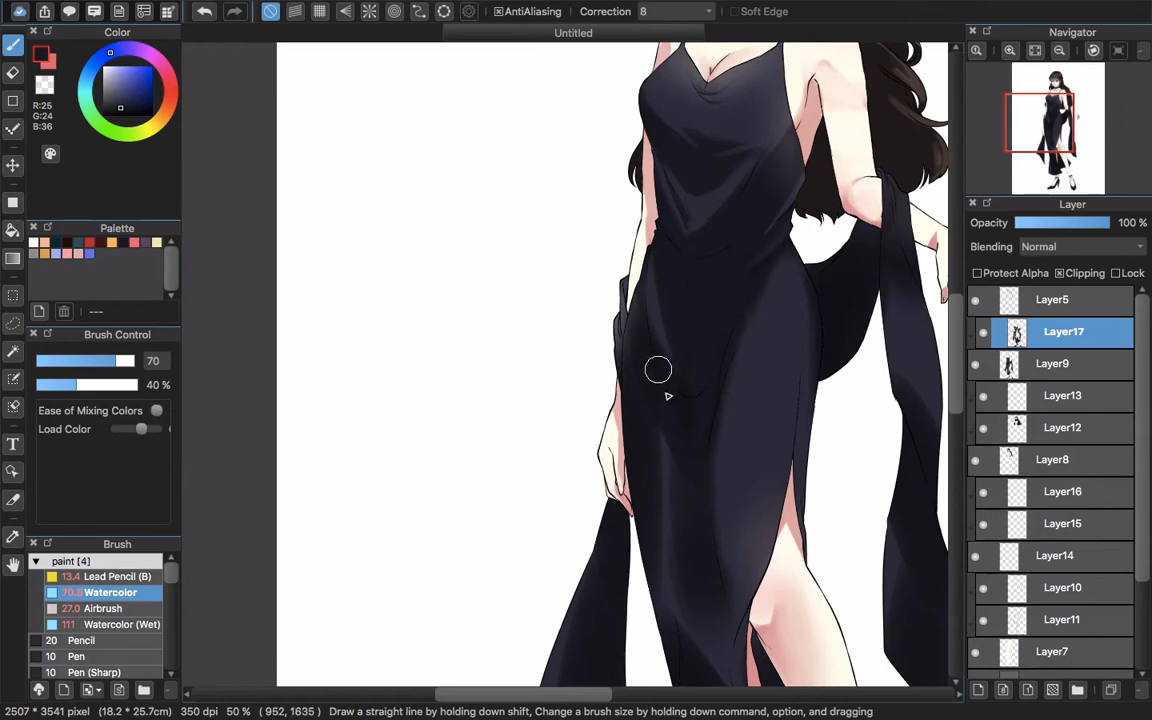 AntiAliasing Correction 8 Soft Edge
Untitled
Color
R:25
G:24
B:36
Palette
---
Brush Control
70
40 %
Ease of Mixing Colors
Load Color
Brush
paint [4]
13.4 Lead Pencil (B)
70.5 Watercolor
27.0 Airbrush
111 Watercolor (Wet)
20 Pencil
10 Pen
10 Pen (Sharp)
Navigator
Layer
Opacity 100 %
Blending Normal
Protect Alpha Clipping Lock
Layer5
Layer17
Layer9
Layer13
Layer12
Layer8
Layer16
Layer15
Layer14
Layer10
Layer11
Layer7
2507 * 3541 pixel (18.2 * 25.7cm) 350 dpi 50 % ( 952, 1635 ) Draw a straight line by holding down shift, Change a brush size by holding down command, option, and dragging